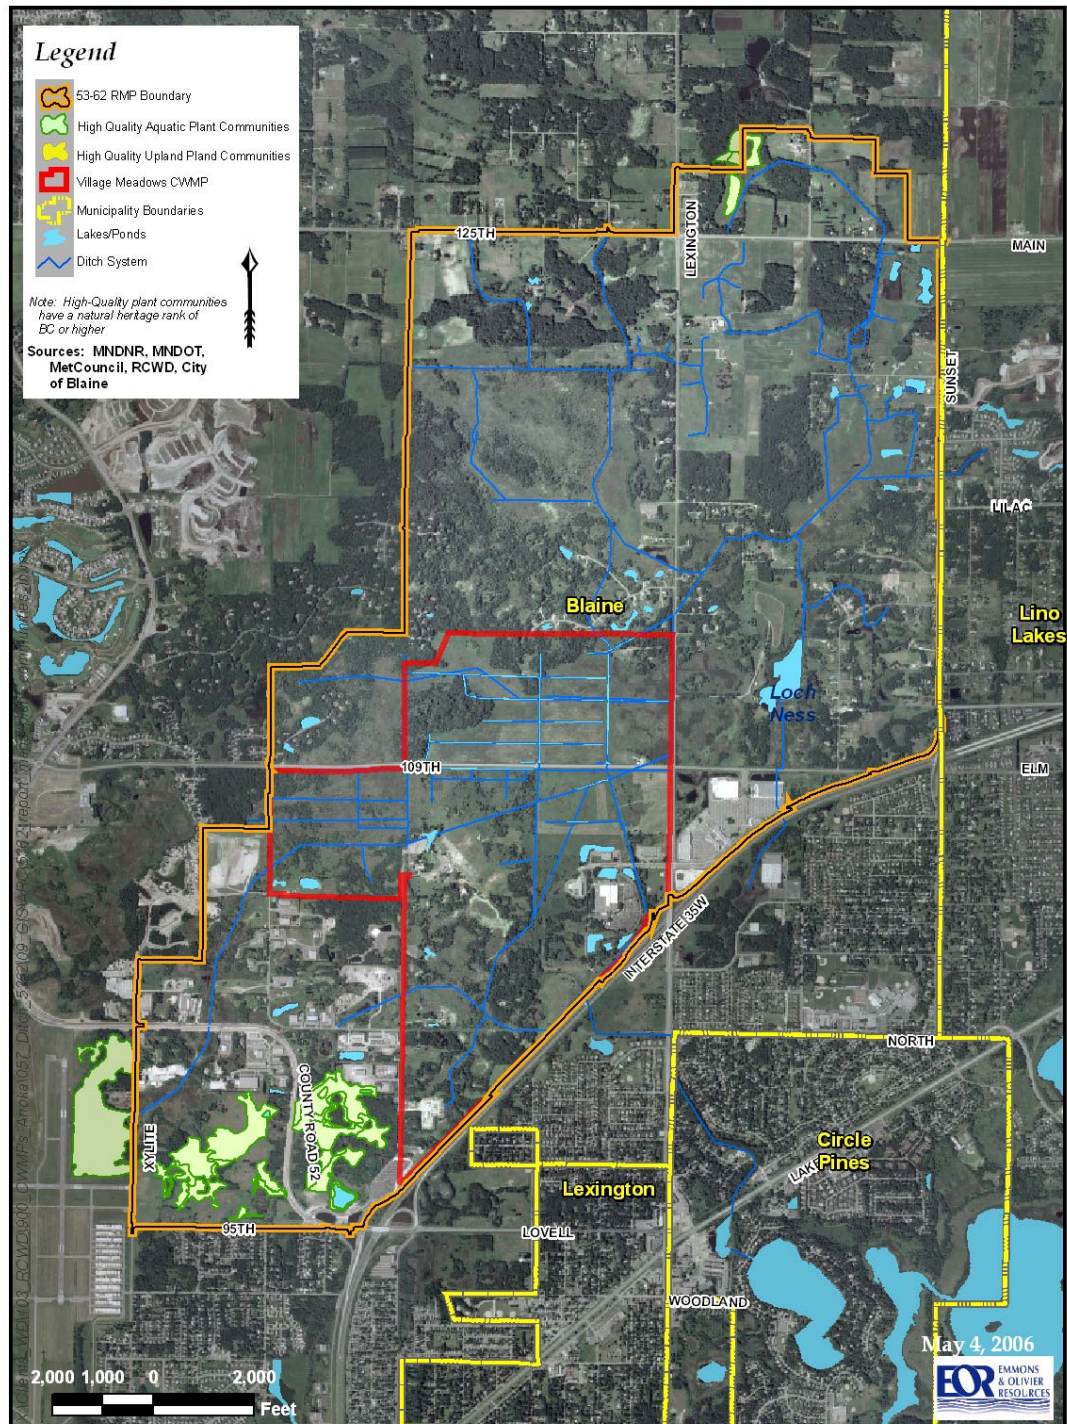 Legend
53-62 RMP Boundary
High Quality Aquatic Plant Communities
High Quality Upland Pland Communities
Village Meadows CWMP
Municipality Boundaries
Lakes/Ponds
Ditch System
Note: High-Quality plant communities
have a natural heritage rank of
BC or higher
Sources: MNDNR, MNDOT,
MetCouncil, RCWD, City
of Blaine
125TH
LEXINGTON
MAIN
SUNSET
LILAC
Blaine
Lino
Lakes
Loch
Ness
109TH
ELM
INTERSTATE 35W
NORTH
COUNTY ROAD 52
XYLITE
Circle
Pines
Lexington
95TH
LOVELL
WOODLAND
May 4, 2006
2,000 1,000 0 2,000
Feet
EOR
EMMONS
& OLIVIER
RESOURCES